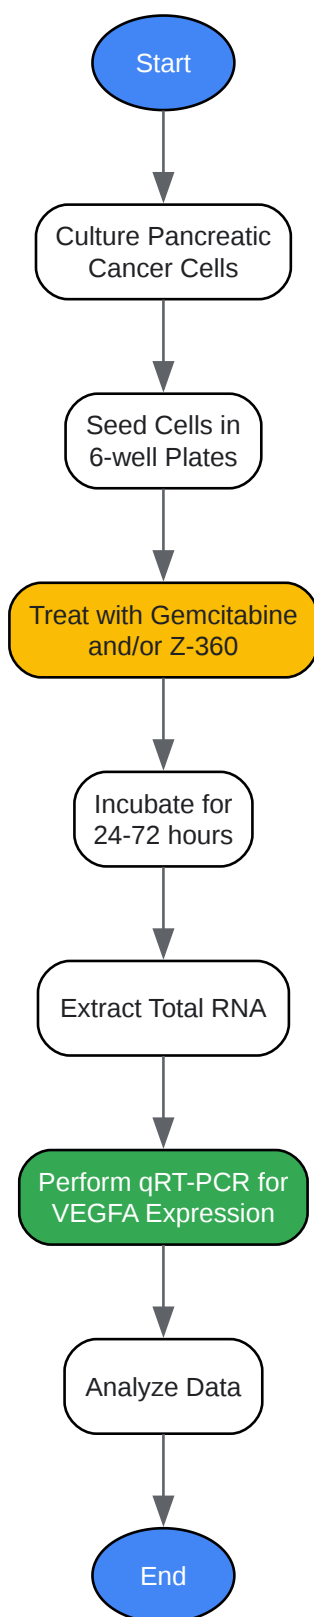 Start
Culture Pancreatic
Cancer Cells
Seed Cells in
6-well Plates
Treat with Gemcitabine
and/or Z-360
Incubate for
24-72 hours
Extract Total RNA
Perform qRT-PCR for
VEGFA Expression
Analyze Data
End